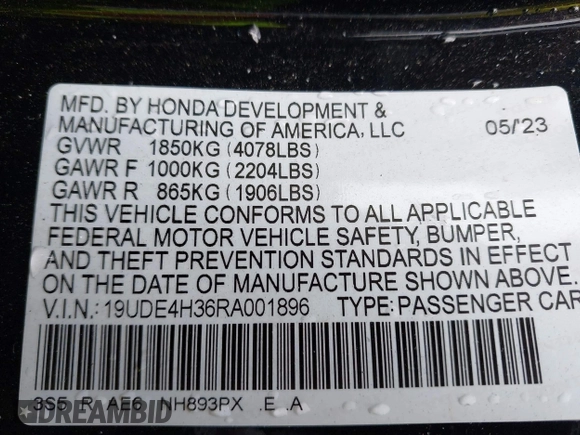 MFD. BY HONDA DEVELOPMENT &
MANUFACTURING OF AMERICA, LLC 05/23
GVWR 1850KG (4078LBS)
GAWR F 1000KG (2204LBS)
GAWR R 865KG (1906LBS)
THIS VEHICLE CONFORMS TO ALL APPLICABLE
FEDERAL MOTOR VEHICLE SAFETY, BUMPER,
AND THEFT PREVENTION STANDARDS IN EFFECT
ON THE DATE OF MANUFACTURE SHOWN ABOVE.
V.I.N.: 19UDE4H36RA001896 TYPE: PASSENGER CAR
3S5 R AE6 NH893PX .E .A
DREAMBID